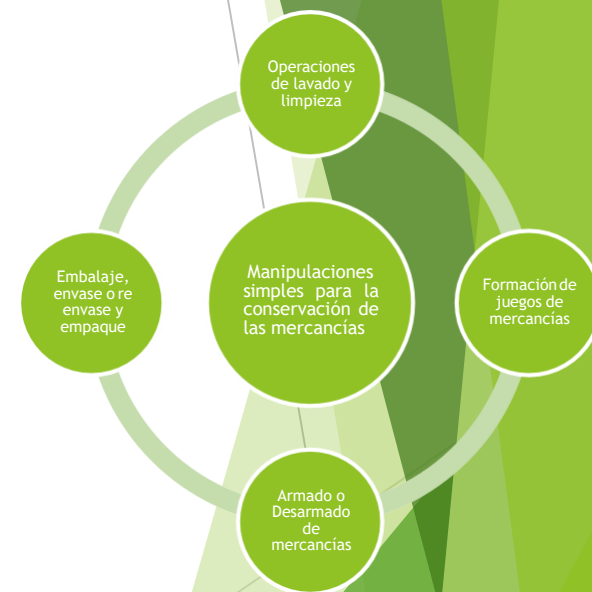 Operaciones
de lavado y
limpieza
Manipulaciones
simples para la
conservación de
las mercancías
Formación de
juegos de
mercancías
Embalaje,
envase o re
envase y
empaque
Armado o
Desarmado
de
mercancías